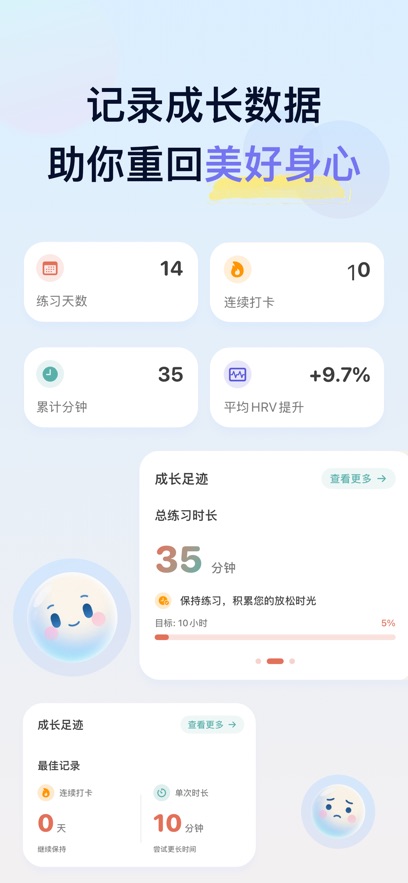 记录成长数据
助你重回美好身心
14
练习天数
10
连续打卡
35
累计分钟
+9.7%
平均HRV提升
成长足迹
查看更多 →
总练习时长
35 分钟
保持练习，积累您的放松时光
目标: 10小时
5%
成长足迹
查看更多 →
最佳记录
连续打卡
0 天
继续保持
单次时长
10 分钟
尝试更长时间